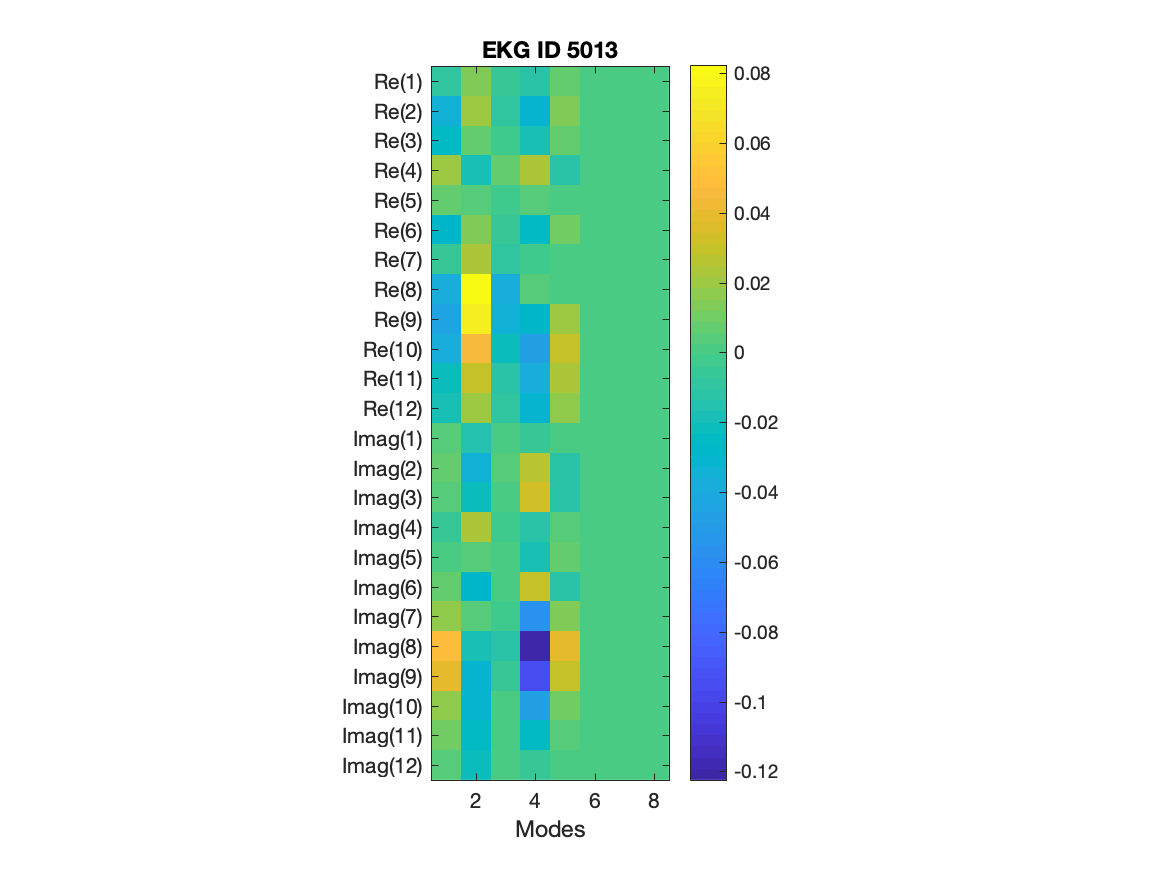 EKG ID 5013
Re(1)
Re(2)
Re(3)
Re(4)
Re(5)
Re(6)
Re(7)
Re(8)
Re(9)
Re(10)
Re(11)
Re(12)
Imag(1)
Imag(2)
Imag(3)
Imag(4)
Imag(5)
Imag(6)
Imag(7)
Imag(8)
Imag(9)
Imag(10)
Imag(11)
Imag(12)
2 4 6 8
Modes
0.08
0.06
0.04
0.02
0
-0.02
-0.04
-0.06
-0.08
-0.1
-0.12